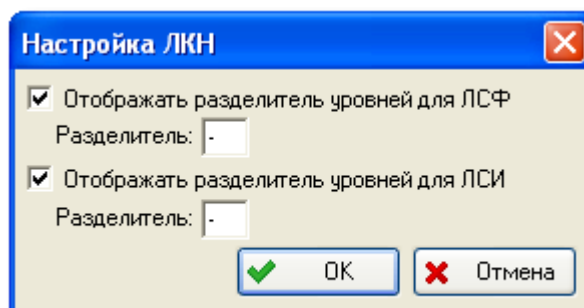 Настройка ЛКН
Отображать разделитель уровней для ЛСФ
Разделитель: -
Отображать разделитель уровней для ЛСИ
Разделитель: -
OK Отмена